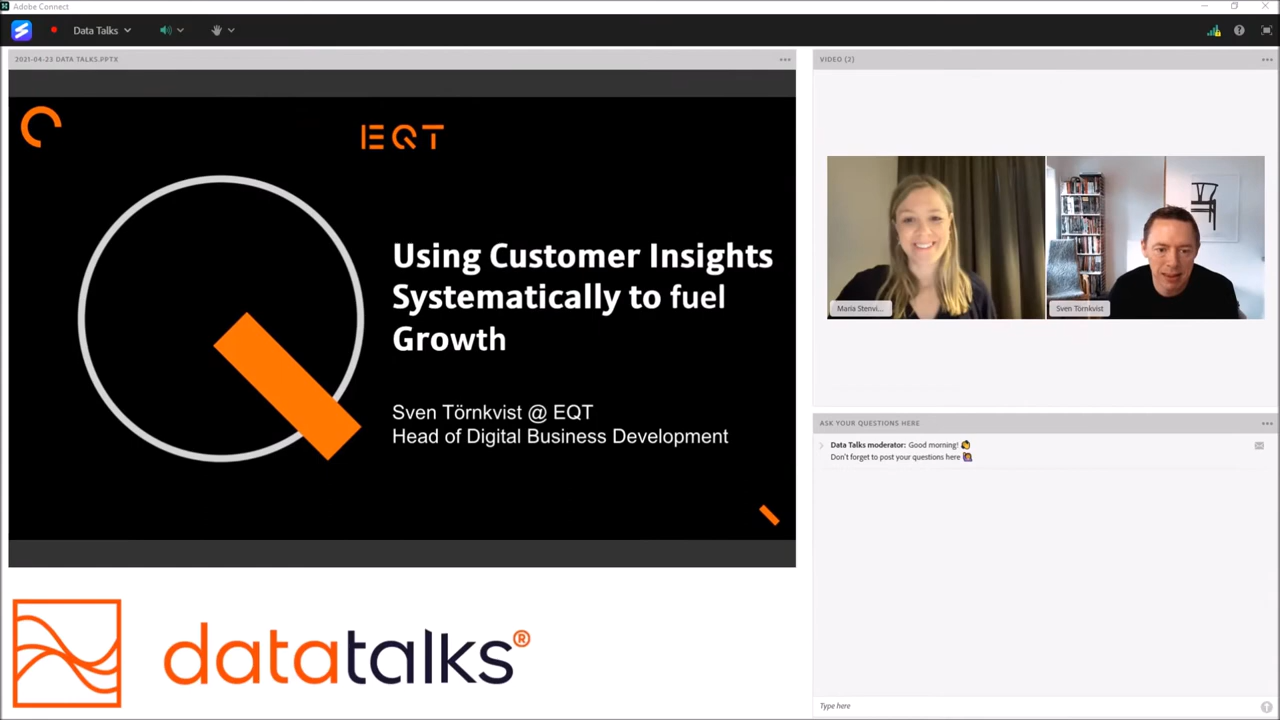 Adobe Connect
Data Talks
2021-04-23 DATA TALKS.PPTX
EQT
Using Customer Insights
Systematically to fuel
Growth
Sven Törnkvist @ EQT
Head of Digital Business Development
datatalks®
VIDEO (2)
Maria Stenvi...
Sven Törnkvist
ASK YOUR QUESTIONS HERE
Data Talks moderator: Good morning! 🙋
Don't forget to post your questions here 🙋
Type here